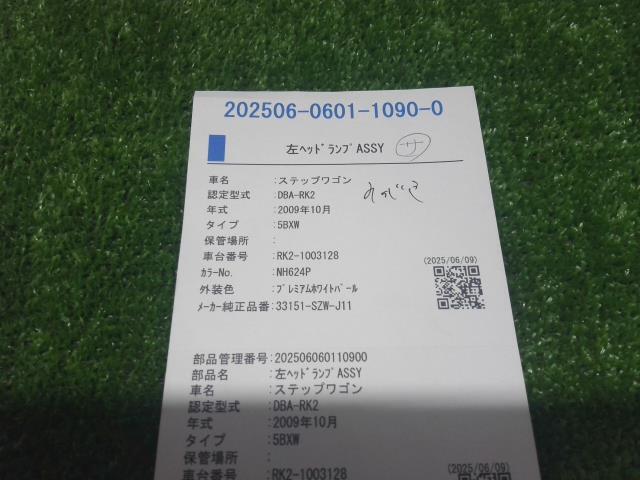 202506-0601-1090-0
左ﾍｯﾄﾞﾗﾝﾌﾟASSY サ
車名 :ステップワゴン
認定型式 :DBA-RK2
年式 :2009年10月
タイプ :5BXW
保管場所 :
車台番号 :RK2-1003128
(2025/06/09)
ｶﾗｰNo. :NH624P
外装色 :ﾌﾟﾚﾐｱﾑﾎﾜｲﾄﾊﾟｰﾙ
ﾒｰｶｰ純正品番:33151-SZW-J11
部品管理番号:202506060110900
部品名 :左ﾍｯﾄﾞﾗﾝﾌﾟASSY
車名 :ステップワゴン
認定型式 :DBA-RK2
年式 :2009年10月
タイプ :5BXW
保管場所 :
(2025/06/09)
車台番号 :RK2-1003128